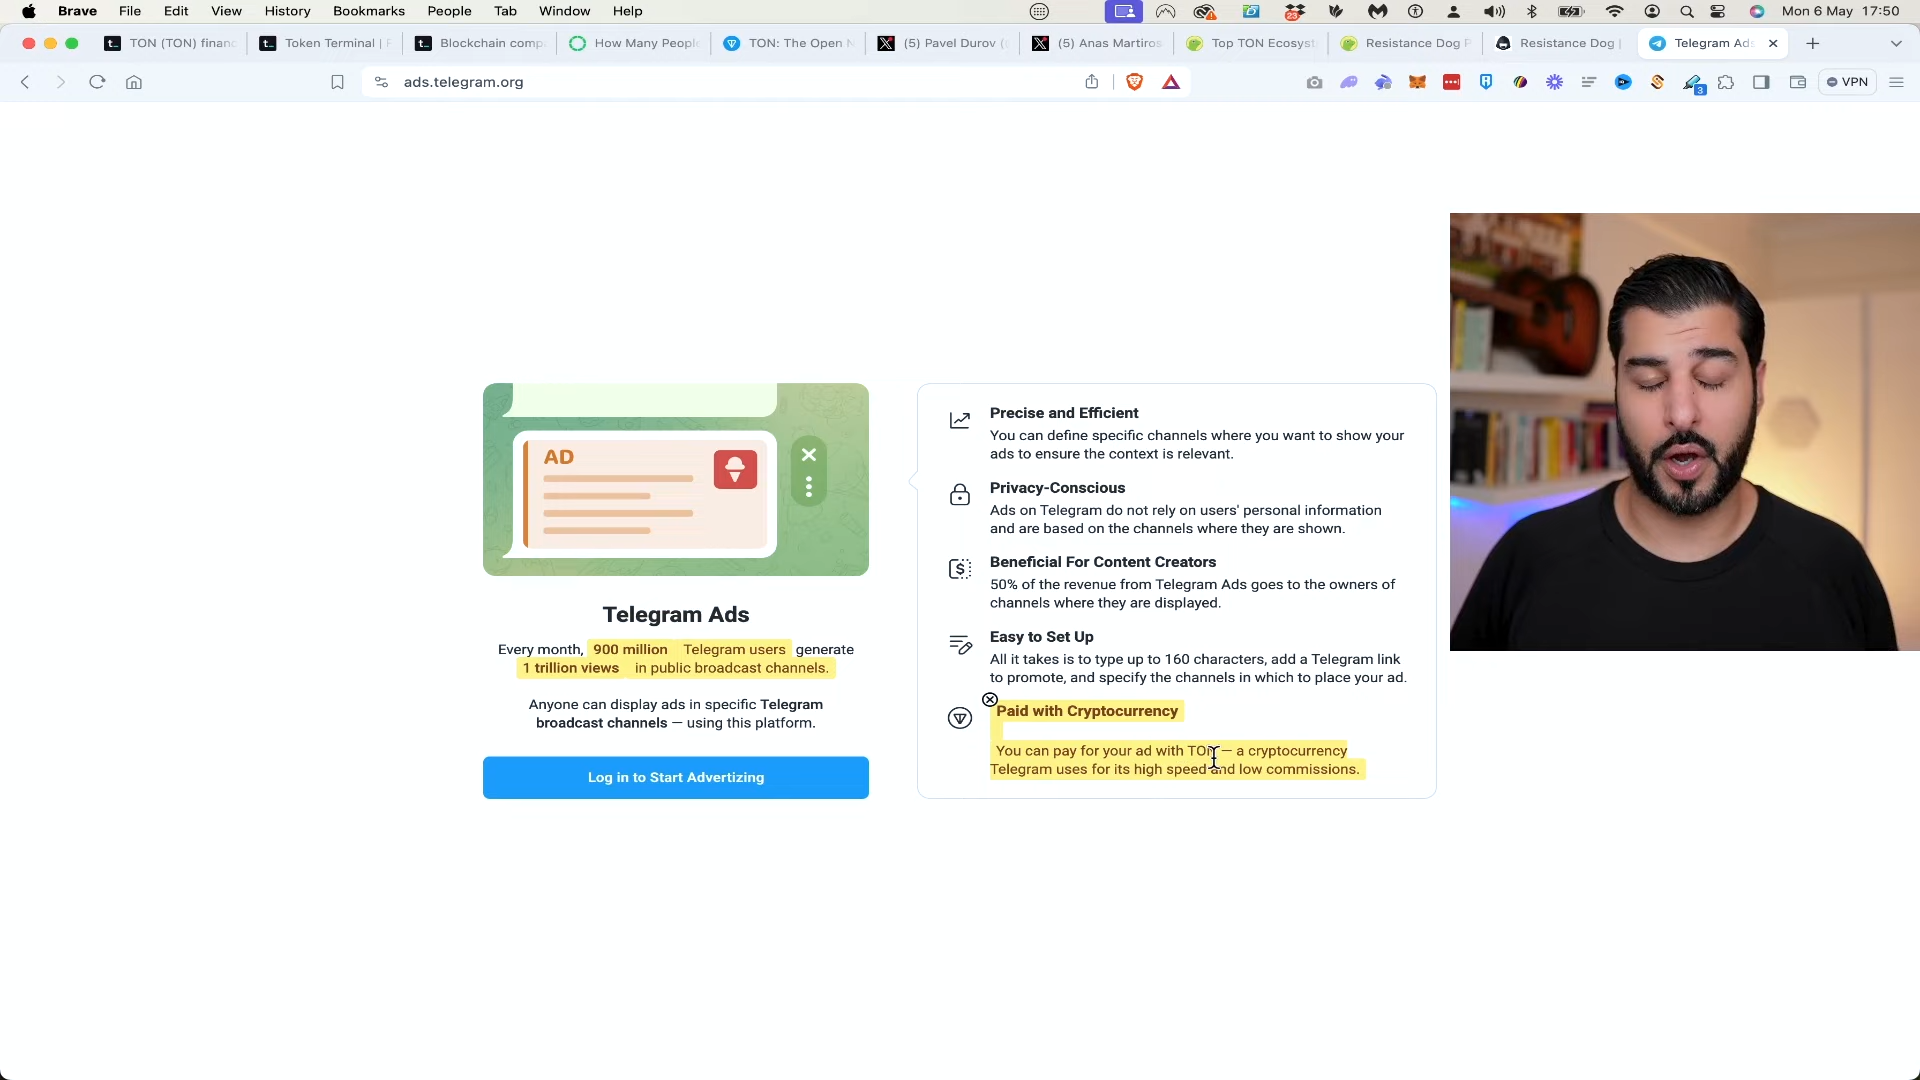 Brave File Edit View History Bookmarks People Tab Window Help Mon 6 May 17:50
TON (TON) financ Token Terminal | F Blockchain comp How Many People TON: The Open N (5) Pavel Durov ( (5) Anas Martiros Top TON Ecosyst Resistance Dog P Resistance Dog | Telegram Ads
ads.telegram.org VPN
AD
Telegram Ads
Every month, 900 million Telegram users generate
1 trillion views in public broadcast channels.
Anyone can display ads in specific Telegram
broadcast channels — using this platform.
Log in to Start Advertizing
Precise and Efficient
You can define specific channels where you want to show your
ads to ensure the context is relevant.
Privacy-Conscious
Ads on Telegram do not rely on users' personal information
and are based on the channels where they are shown.
Beneficial For Content Creators
50% of the revenue from Telegram Ads goes to the owners of
channels where they are displayed.
Easy to Set Up
All it takes is to type up to 160 characters, add a Telegram link
to promote, and specify the channels in which to place your ad.
Paid with Cryptocurrency
You can pay for your ad with TON — a cryptocurrency
Telegram uses for its high speed and low commissions.